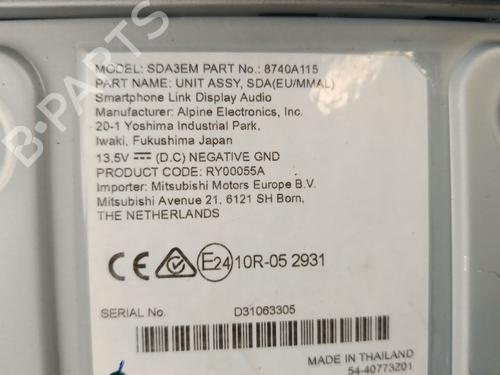 MODEL: SDA3EM PART No.: 8740A115
PART NAME: UNIT ASSY, SDA(EU/MMAL)
Smartphone Link Display Audio
Manufacturer: Alpine Electronics, Inc.
20-1 Yoshima Industrial Park,
Iwaki, Fukushima Japan
13.5V ⎓ (D.C) NEGATIVE GND
PRODUCT CODE: RY00055A
Importer: Mitsubishi Motors Europe B.V.
Mitsubishi Avenue 21, 6121 SH Born,
THE NETHERLANDS
CE E24 10R-05 2931
SERIAL No. D31063305
MADE IN THAILAND
54-40773Z01